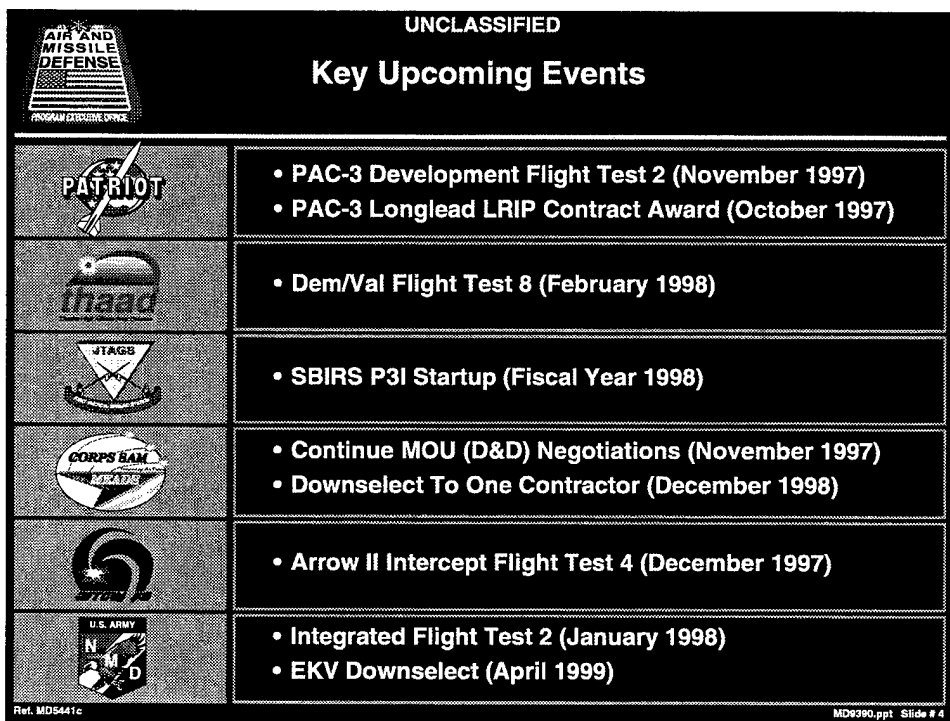 UNCLASSIFIED
AIR AND
MISSILE
DEFENSE
PROGRAM EXECUTIVE OFFICE
Key Upcoming Events
PATRIOT
• PAC-3 Development Flight Test 2 (November 1997)
• PAC-3 Longlead LRIP Contract Award (October 1997)
thaad
• Dem/Val Flight Test 8 (February 1998)
JTAGS
• SBIRS P3I Startup (Fiscal Year 1998)
CORPS SAM
MEADS
• Continue MOU (D&D) Negotiations (November 1997)
• Downselect To One Contractor (December 1998)
• Arrow II Intercept Flight Test 4 (December 1997)
U.S. ARMY
NMD
• Integrated Flight Test 2 (January 1998)
• EKV Downselect (April 1999)
Ref. MD5441c
MD9390.ppt Slide # 4